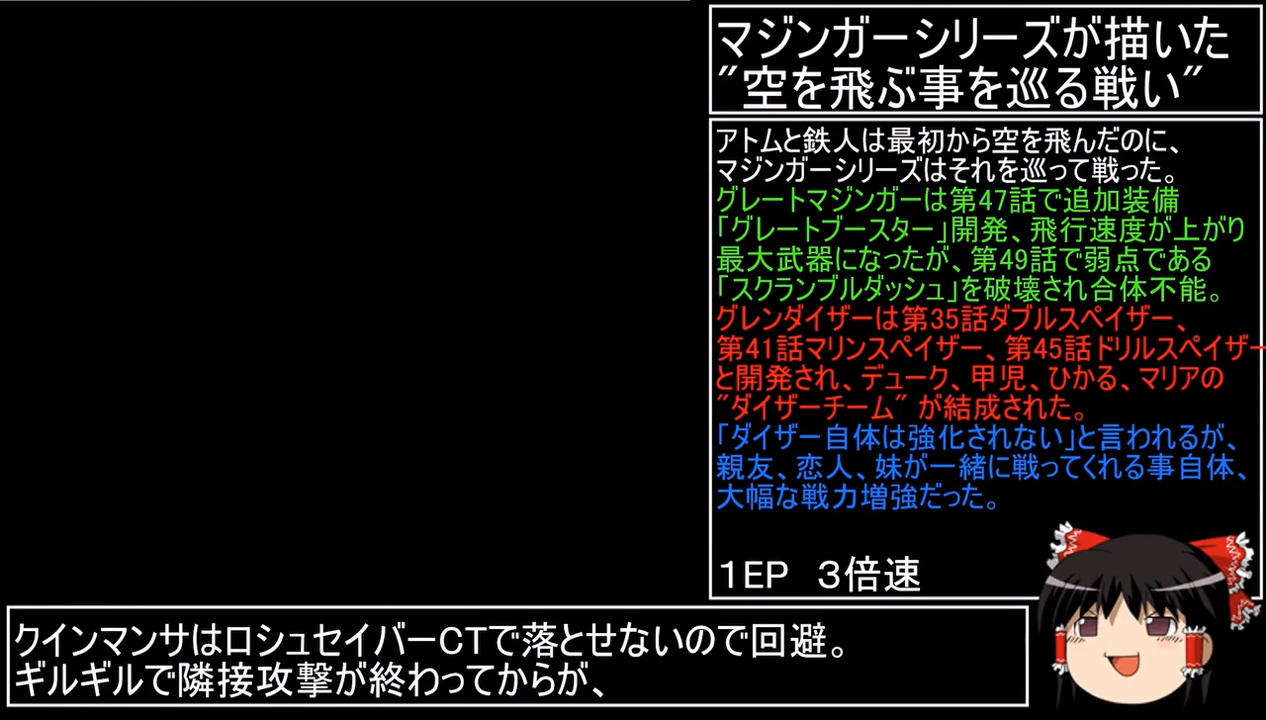 マジンガーシリーズが描いた
"空を飛ぶ事を巡る戦い"
アトムと鉄人は最初から空を飛んだのに、
マジンガーシリーズはそれを巡って戦った。
グレートマジンガーは第47話で追加装備
「グレートブースター」開発、飛行速度が上がり
最大武器になったが、第49話で弱点である
「スクランブルダッシュ」を破壊され合体不能。
グレンダイザーは第35話ダブルスペイザー、
第41話マリンスペイザー、第45話ドリルスペイザー
と開発され、デューク、甲児、ひかる、マリアの
"ダイザーチーム" が結成された。
「ダイザー自体は強化されない」と言われるが、
親友、恋人、妹が一緒に戦ってくれる事自体、
大幅な戦力増強だった。
1EP 3倍速
クインマンサはロシュセイバーCTで落とせないので回避。
ギルギルで隣接攻撃が終わってからが、